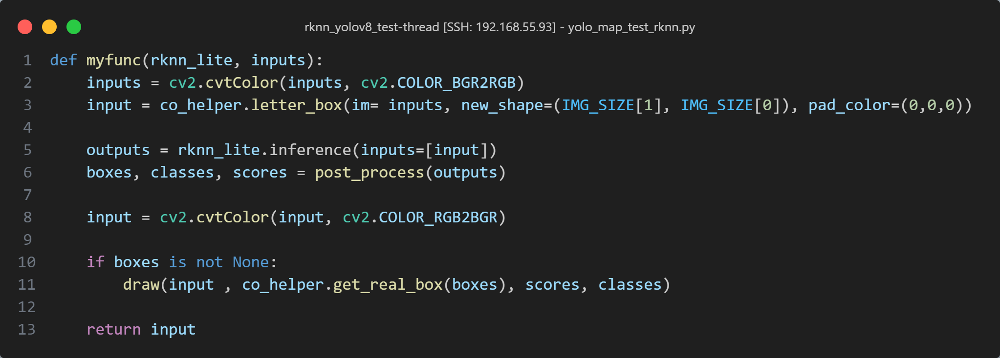 rknn_yolov8_test-thread [SSH: 192.168.55.93] - yolo_map_test_rknn.py
1 def myfunc(rknn_lite, inputs):
2     inputs = cv2.cvtColor(inputs, cv2.COLOR_BGR2RGB)
3     input = co_helper.letter_box(im= inputs, new_shape=(IMG_SIZE[1], IMG_SIZE[0]), pad_color=(0,0,0))
4
5     outputs = rknn_lite.inference(inputs=[input])
6     boxes, classes, scores = post_process(outputs)
7
8     input = cv2.cvtColor(input, cv2.COLOR_RGB2BGR)
9
10     if boxes is not None:
11         draw(input , co_helper.get_real_box(boxes), scores, classes)
12
13     return input